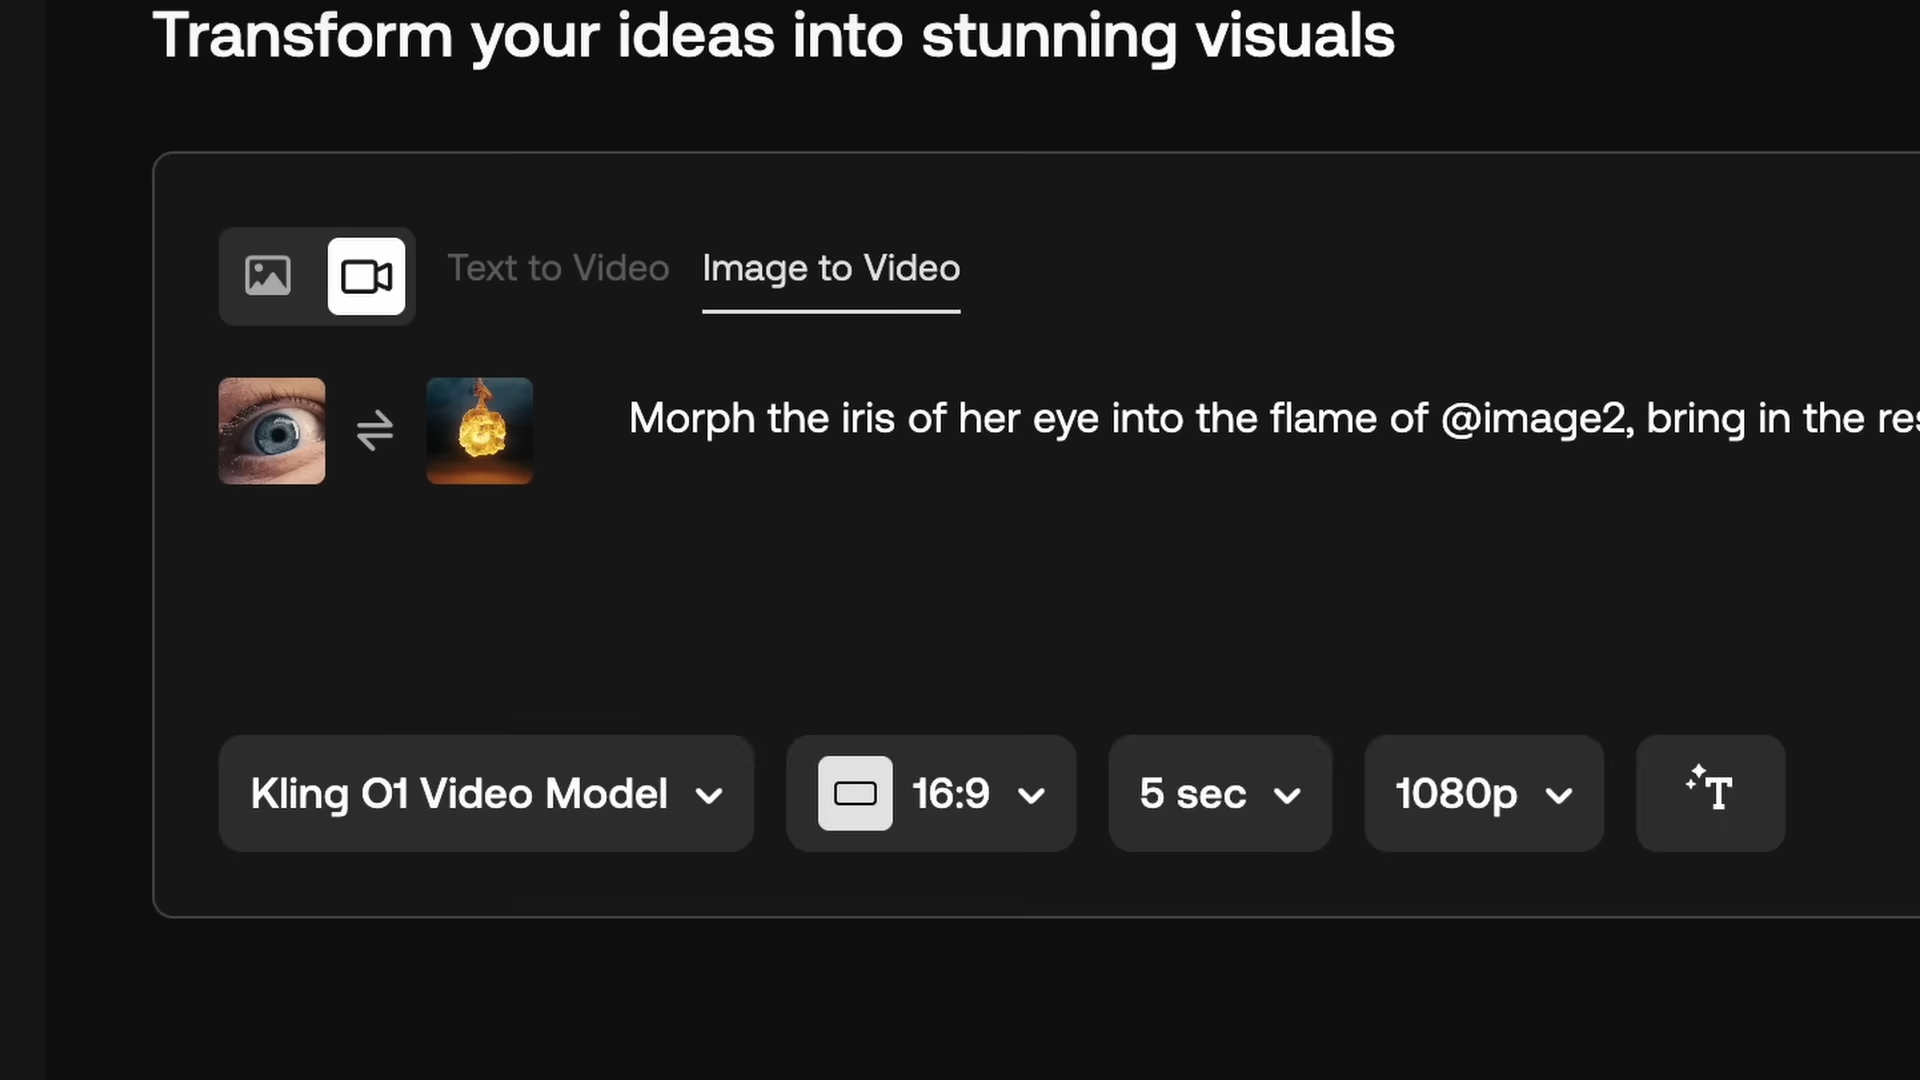 Transform your ideas into stunning visuals
Text to Video
Image to Video
Morph the iris of her eye into the flame of @image2, bring in the
Kling O1 Video Model
16:9
5 sec
1080p
T